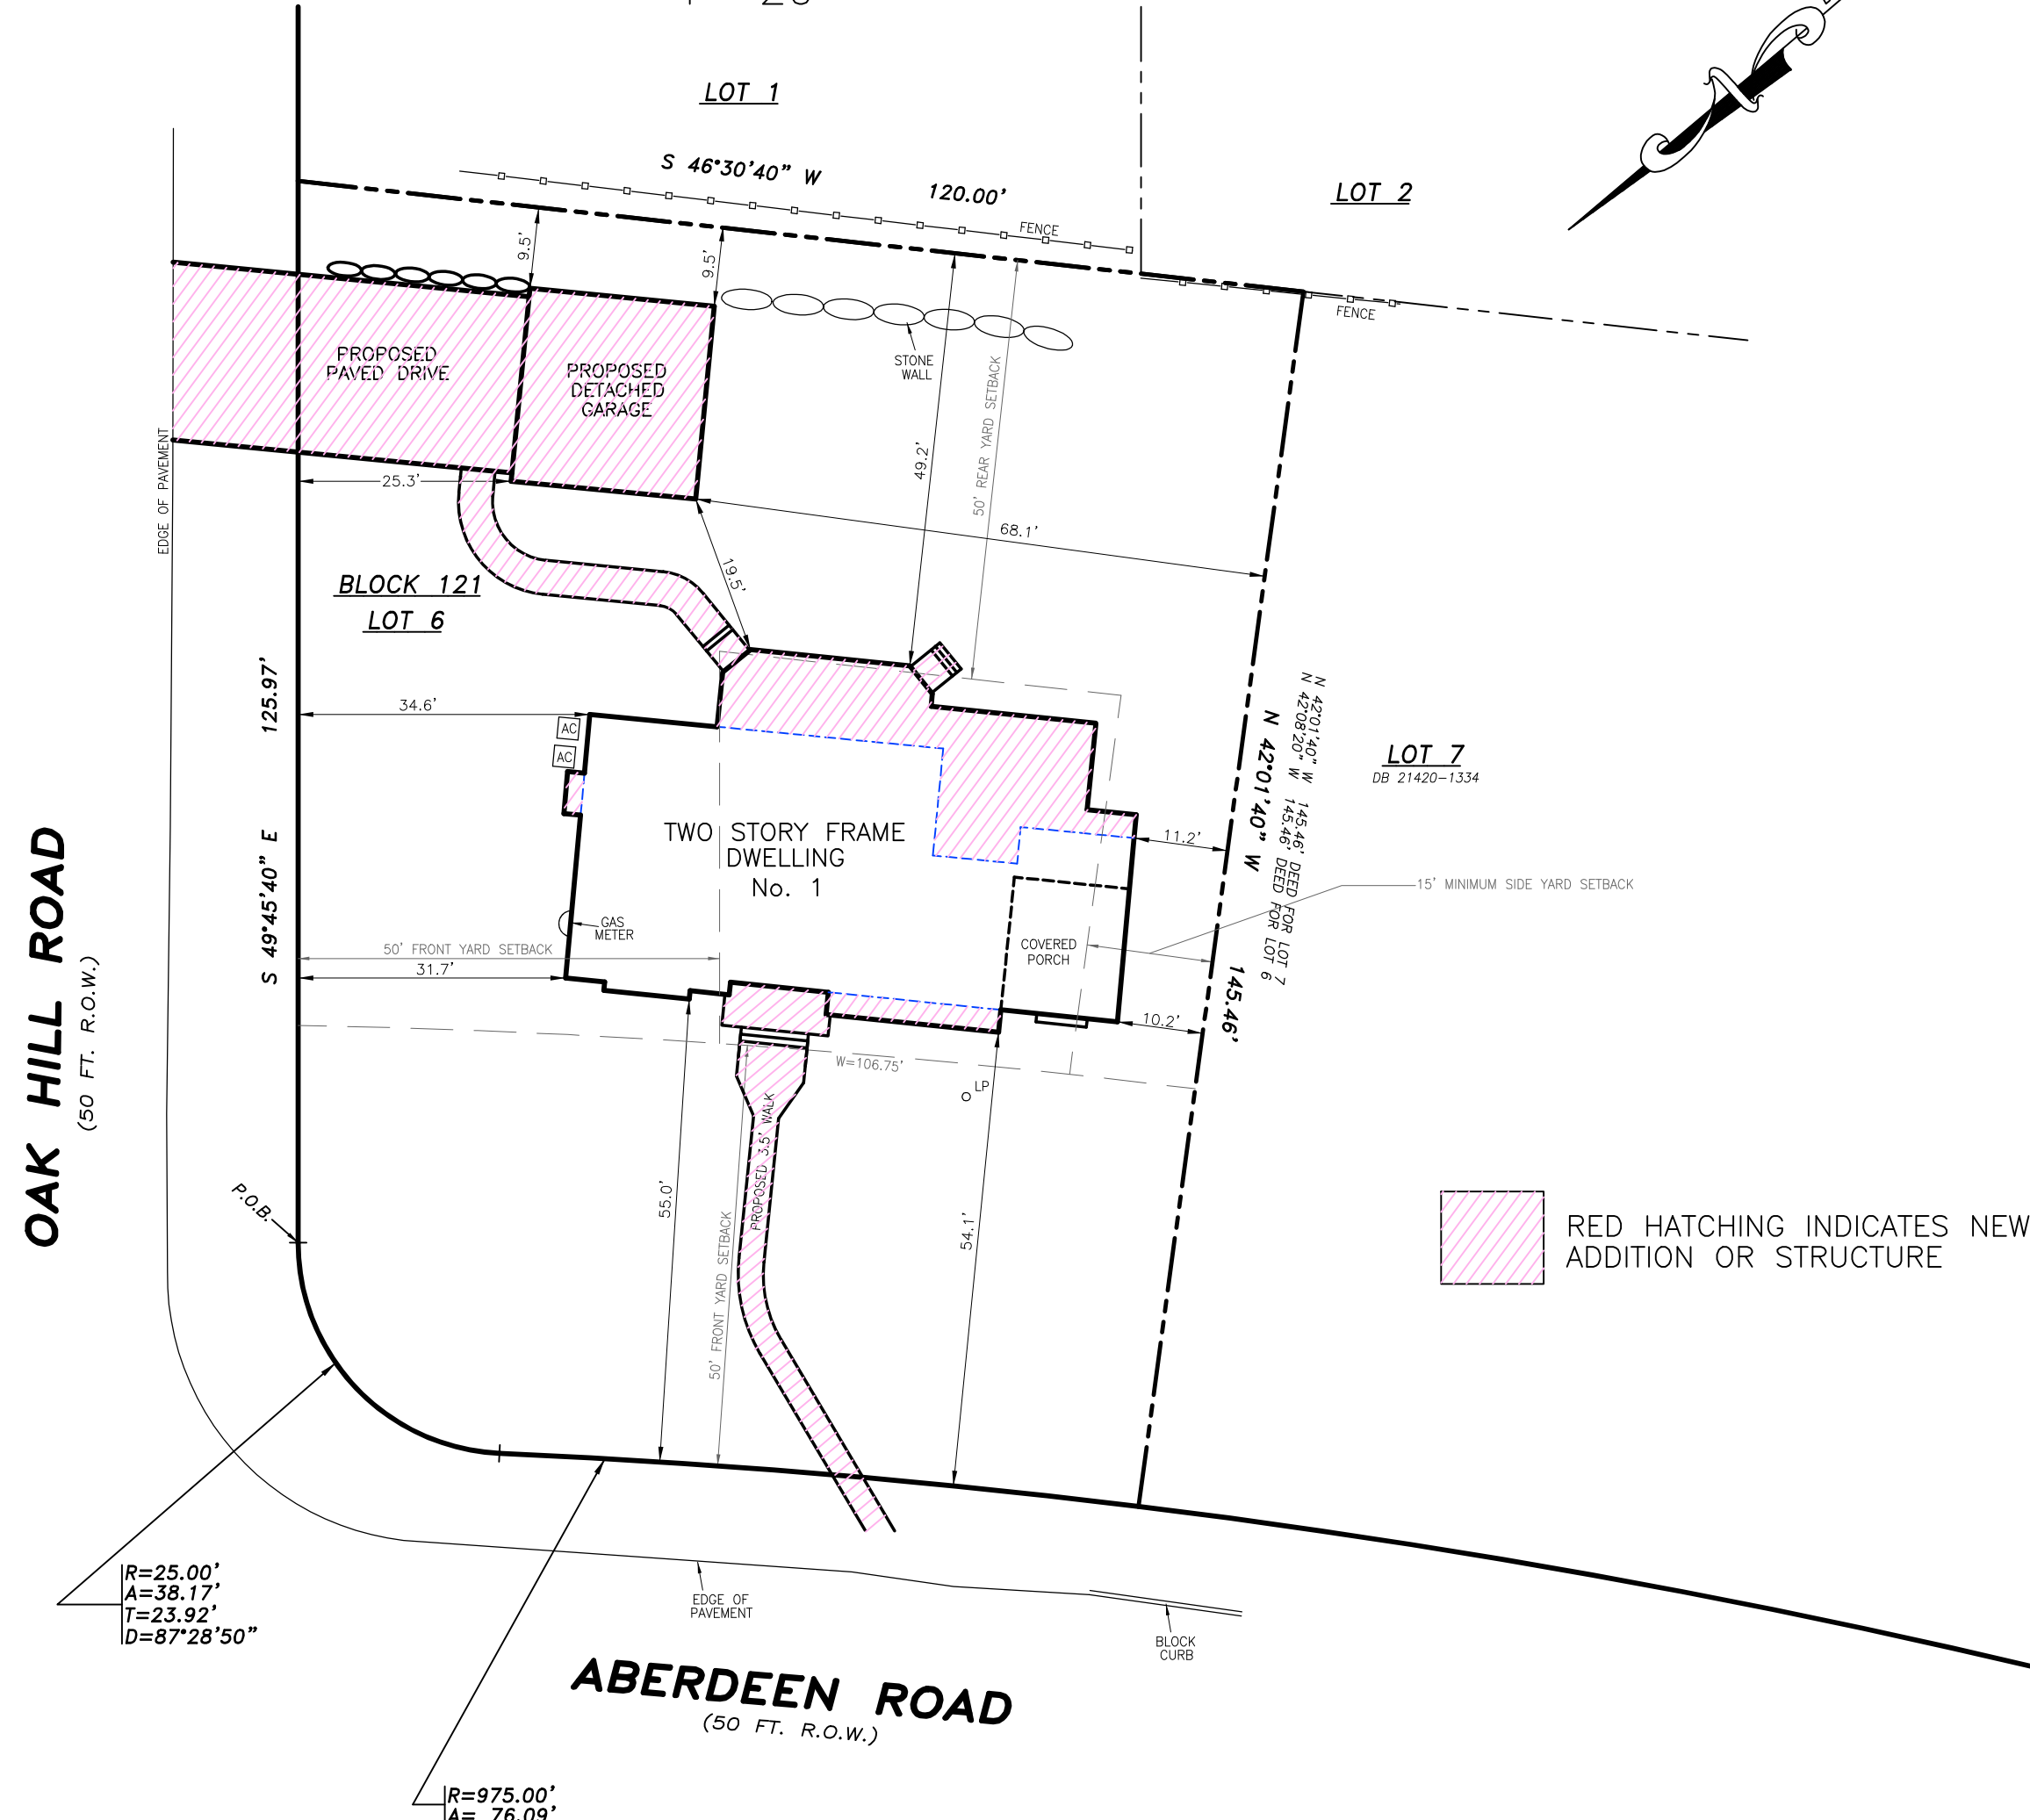 LOT 1
S 46°30'40" W
120.00'
FENCE
LOT 2
FENCE
9.5'
9.5'
STONE
WALL
PROPOSED
PAVED DRIVE
PROPOSED
DETACHED
GARAGE
49.2'
50' REAR YARD SETBACK
EDGE OF PAVEMENT
25.3'
68.1'
19.5'
BLOCK 121
LOT 6
125.97'
S 49°45'40" E
34.6'
AC
AC
N 42°01'40" W 145.46' DEED FOR LOT 7
N 42°08'20" W 145.46' DEED FOR LOT 6
N 42°01'40" W
145.46'
LOT 7
DB 21420-1334
TWO STORY FRAME
DWELLING
No. 1
11.2'
15' MINIMUM SIDE YARD SETBACK
GAS
METER
COVERED
PORCH
50' FRONT YARD SETBACK
31.7'
10.2'
W=106.75'
LP
OAK HILL ROAD
(50 FT. R.O.W.)
P.O.B.
55.0'
50' FRONT YARD SETBACK
PROPOSED 3.5' WALK
54.1'
RED HATCHING INDICATES NEW
ADDITION OR STRUCTURE
R=25.00'
A=38.17'
T=23.92'
D=87°28'50"
EDGE OF
PAVEMENT
BLOCK
CURB
ABERDEEN ROAD
(50 FT. R.O.W.)
R=975.00'
A= 76.09'